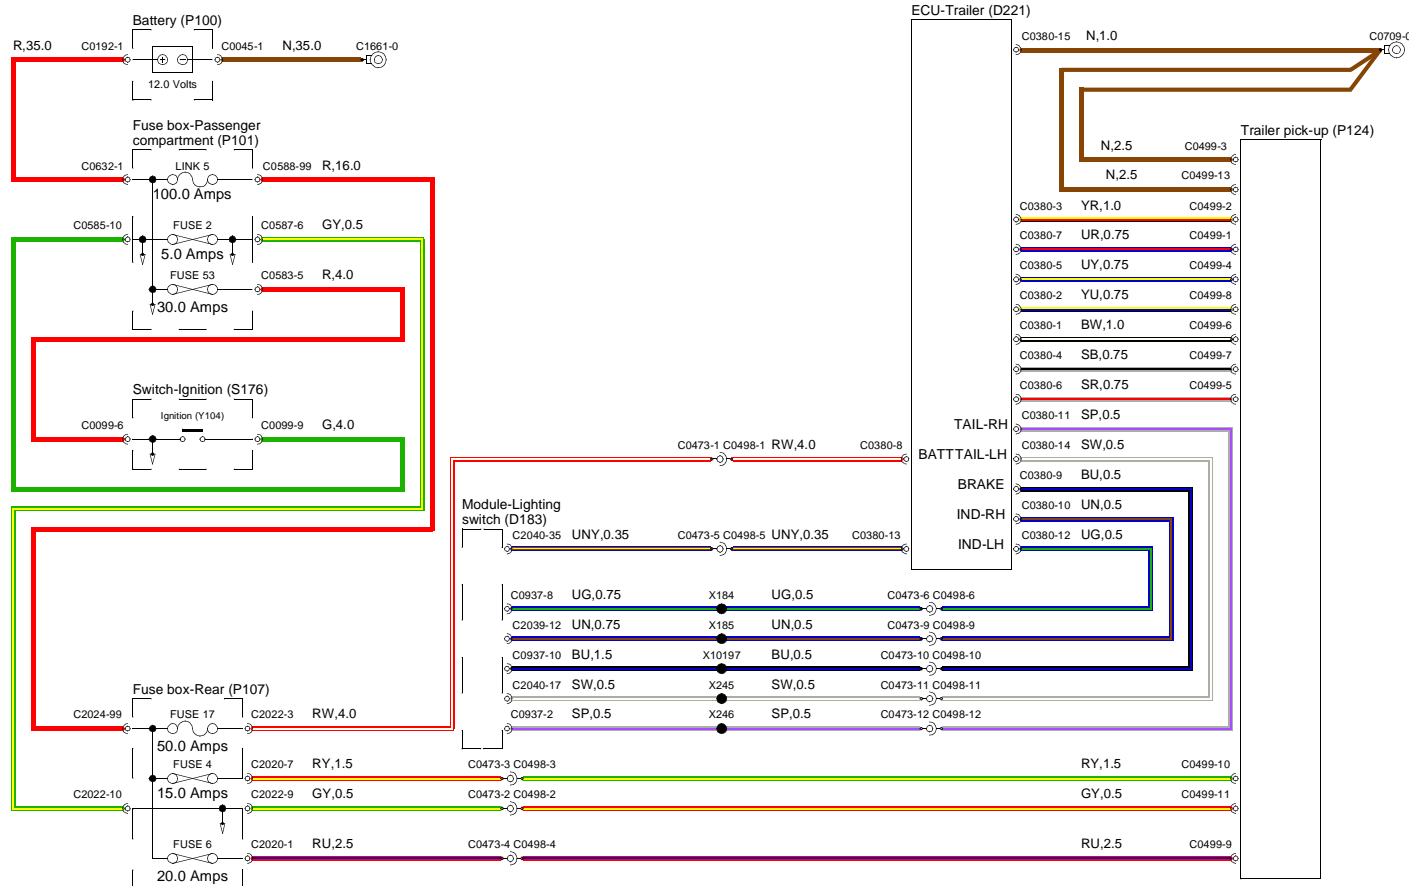 Battery (P100)
R,35.0 C0192-1 C0045-1 N,35.0 C1661-0
12.0 Volts
Fuse box-Passenger
compartment (P101)
C0632-1 LINK 5 C0588-99 R,16.0
100.0 Amps
C0585-10 FUSE 2 C0587-6 GY,0.5
5.0 Amps
FUSE 53 C0583-5 R,4.0
30.0 Amps
Switch-Ignition (S176)
Ignition (Y104)
C0099-6 C0099-9 G,4.0
ECU-Trailer (D221)
C0380-15 N,1.0 C0709-0
Trailer pick-up (P124)
N,2.5 C0499-3
N,2.5 C0499-13
C0380-3 YR,1.0 C0499-2
C0380-7 UR,0.75 C0499-1
C0380-5 UY,0.75 C0499-4
C0380-2 YU,0.75 C0499-8
C0380-1 BW,1.0 C0499-6
C0380-4 SB,0.75 C0499-7
C0380-6 SR,0.75 C0499-5
TAIL-RH C0380-11 SP,0.5
C0473-1 C0498-1 RW,4.0 C0380-8 BATTTAIL-LH C0380-14 SW,0.5
BRAKE C0380-9 BU,0.5
IND-RH C0380-10 UN,0.5
IND-LH C0380-12 UG,0.5
Module-Lighting
switch (D183)
C2040-35 UNY,0.35 C0473-5 C0498-5 UNY,0.35 C0380-13
C0937-8 UG,0.75 X184 UG,0.5 C0473-6 C0498-6
C2039-12 UN,0.75 X185 UN,0.5 C0473-9 C0498-9
C0937-10 BU,1.5 X10197 BU,0.5 C0473-10 C0498-10
C2040-17 SW,0.5 X245 SW,0.5 C0473-11 C0498-11
C0937-2 SP,0.5 X246 SP,0.5 C0473-12 C0498-12
Fuse box-Rear (P107)
C2024-99 FUSE 17 C2022-3 RW,4.0
50.0 Amps
FUSE 4 C2020-7 RY,1.5 C0473-3 C0498-3 RY,1.5 C0499-10
15.0 Amps
C2022-10 C2022-9 GY,0.5 C0473-2 C0498-2 GY,0.5 C0499-11
FUSE 6 C2020-1 RU,2.5 C0473-4 C0498-4 RU,2.5 C0499-9
20.0 Amps